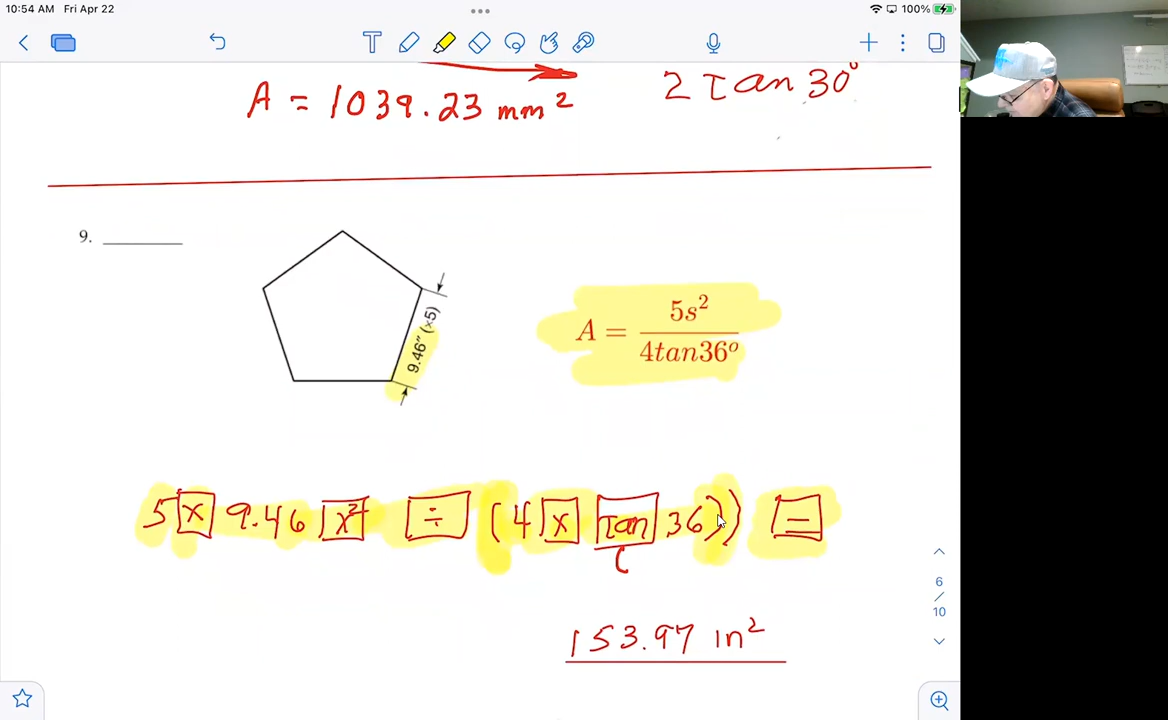 10:54 AM Fri Apr 22
100%
A = 1039.23 mm²
2 Tan 30°
9. ________
9.46" (×5)
A = 5s² / 4tan36°
5 x 9.46 x² ÷ (4 x Tan 36)) =
(
153.97 in²
6
/
10